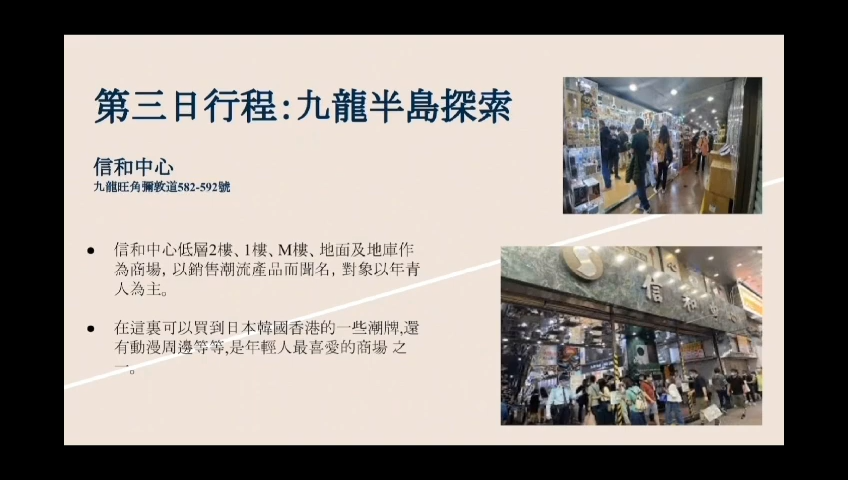 第三日行程:九龍半島探索
信和中心
九龍旺角彌敦道582-592號
● 信和中心低層2樓、1樓、M樓、地面及地庫作
為商場, 以銷售潮流產品而聞名, 對象以年青
人為主。
● 在這裏可以買到日本韓國香港的一些潮牌,還
有動漫周邊等等,是年輕人最喜愛的商場 之
一。
信和